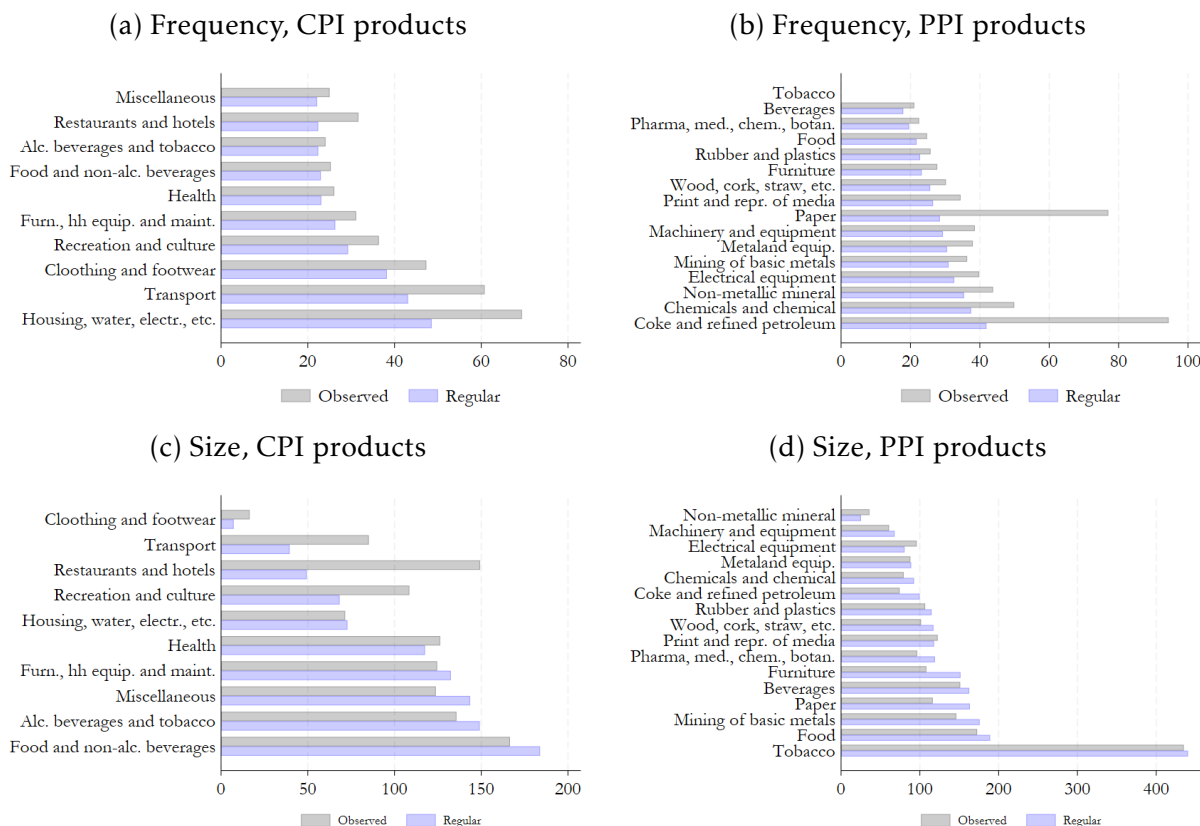 (a) Frequency, CPI products
Miscellaneous
Restaurants and hotels
Alc. beverages and tobacco
Food and non-alc. beverages
Health
Furn., hh equip. and maint.
Recreation and culture
Cloothing and footwear
Transport
Housing, water, electr., etc.
0 20 40 60 80
Observed Regular
(b) Frequency, PPI products
Tobacco
Beverages
Pharma, med., chem., botan.
Food
Rubber and plastics
Furniture
Wood, cork, straw, etc.
Print and repr. of media
Paper
Machinery and equipment
Metaland equip.
Mining of basic metals
Electrical equipment
Non-metallic mineral
Chemicals and chemical
Coke and refined petroleum
0 20 40 60 80 100
Observed Regular
(c) Size, CPI products
Cloothing and footwear
Transport
Restaurants and hotels
Recreation and culture
Housing, water, electr., etc.
Health
Furn., hh equip. and maint.
Miscellaneous
Alc. beverages and tobacco
Food and non-alc. beverages
0 50 100 150 200
Observed Regular
(d) Size, PPI products
Non-metallic mineral
Machinery and equipment
Electrical equipment
Metaland equip.
Chemicals and chemical
Coke and refined petroleum
Rubber and plastics
Wood, cork, straw, etc.
Print and repr. of media
Pharma, med., chem., botan.
Furniture
Beverages
Paper
Mining of basic metals
Food
Tobacco
0 100 200 300 400
Observed Regular